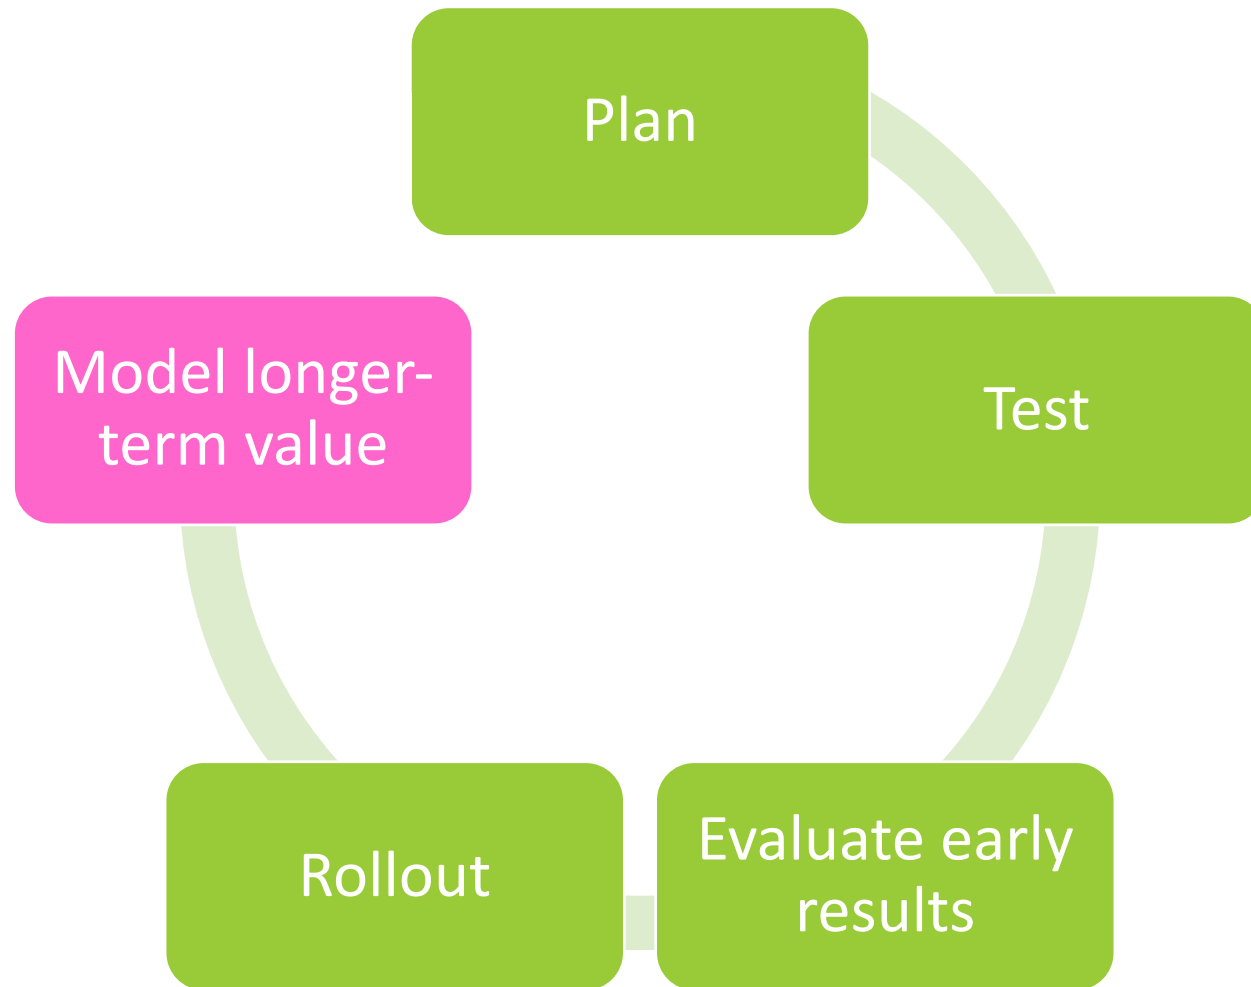 Plan
Test
Evaluate early
results
Rollout
Model longer-
term value